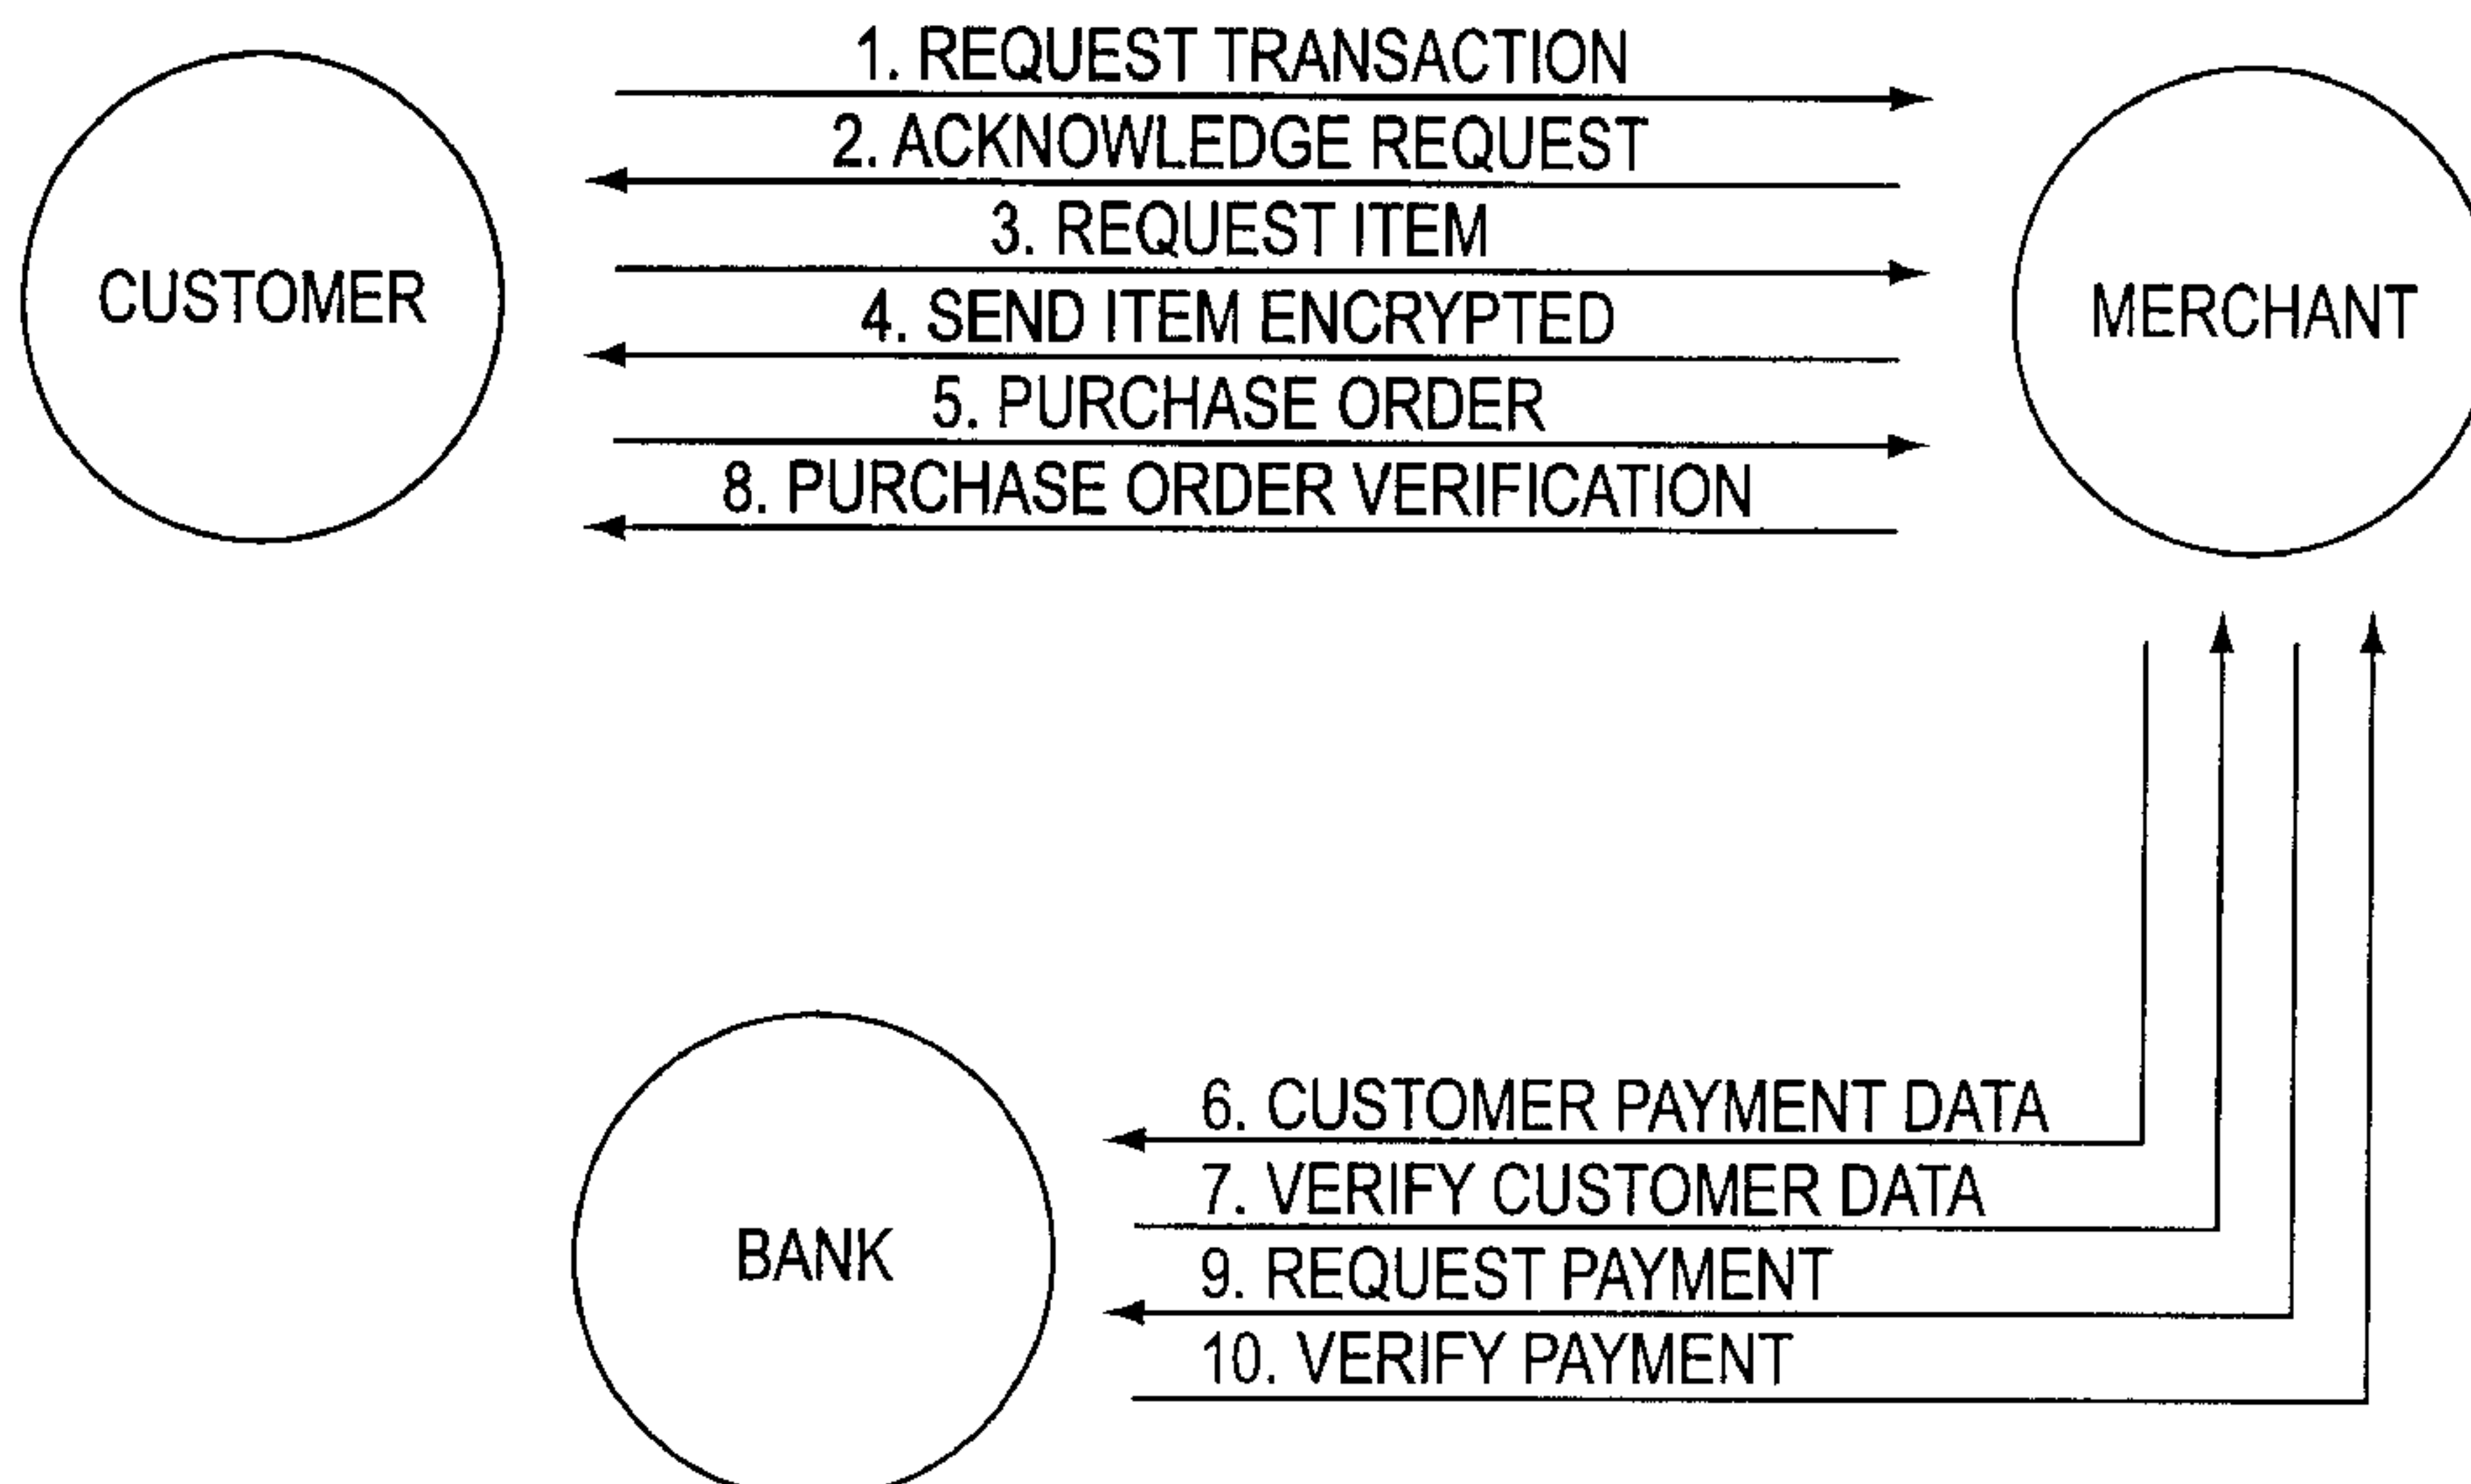 1. REQUEST TRANSACTION
2. ACKNOWLEDGE REQUEST
3. REQUEST ITEM
CUSTOMER
MERCHANT
4. SEND ITEM ENCRYPTED
5. PURCHASE ORDER
8. PURCHASE ORDER VERIFICATION
6. CUSTOMER PAYMENT DATA
7. VERIFY CUSTOMER DATA
BANK
9. REQUEST PAYMENT
10. VERIFY PAYMENT